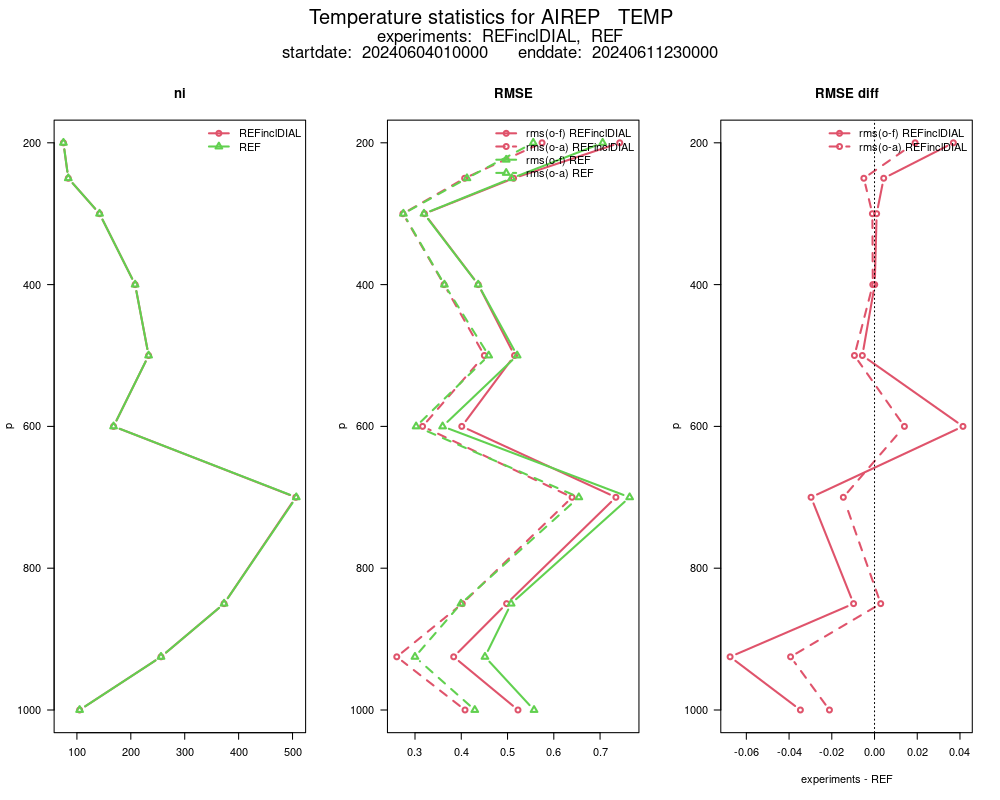 Temperature statistics for AIREP   TEMP
experiments:  REFinclDIAL,  REF
startdate:  20240604010000      enddate:  20240611230000
ni
REFinclDIAL
REF
200
400
600
800
1000
p
100 200 300 400 500
RMSE
rms(o-f) REFinclDIAL
rms(o-a) REFinclDIAL
rms(o-f) REF
rms(o-a) REF
200
400
600
800
1000
p
0.3 0.4 0.5 0.6 0.7
RMSE diff
rms(o-f) REFinclDIAL
rms(o-a) REFinclDIAL
200
400
600
800
1000
p
-0.06 -0.04 -0.02 0.00 0.02 0.04
experiments - REF